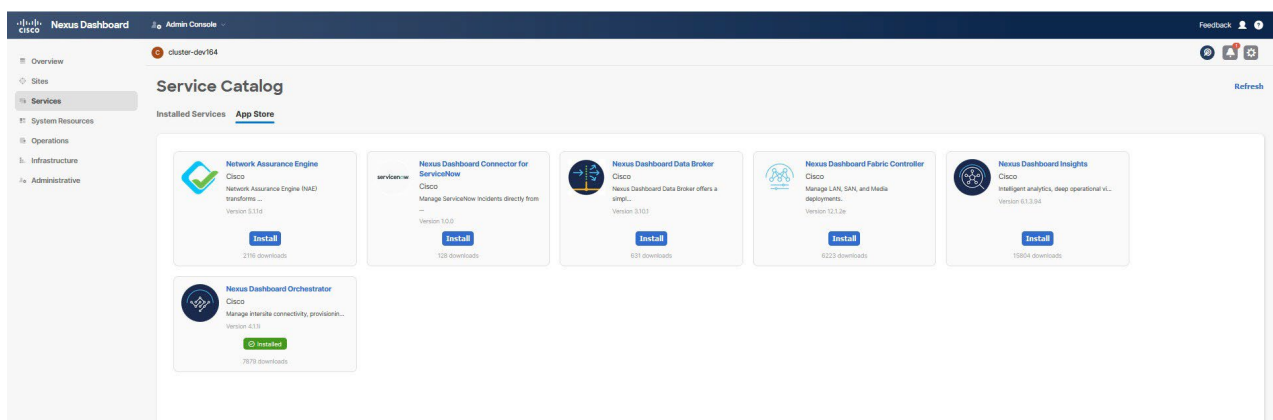 CISCO Nexus Dashboard
Admin Console
Feedback
Overview
Sites
Services
System Resources
Operations
Infrastructure
Administrative
C cluster-dev164
1
Service Catalog
Refresh
Installed Services App Store
Network Assurance Engine
Cisco
Network Assurance Engine (NAE)
transforms ...
Version 5.1.1d
Install
2116 downloads
servicenow
Nexus Dashboard Connector for
ServiceNow
Cisco
Manage ServiceNow Incidents directly from
...
Version 1.0.0
Install
128 downloads
Nexus Dashboard Data Broker
Cisco
Nexus Dashboard Data Broker offers a
simpl...
Version 3.10.1
Install
631 downloads
Nexus Dashboard Fabric Controller
Cisco
Manage LAN, SAN, and Media
deployments.
Version 12.1.2e
Install
8223 downloads
Nexus Dashboard Insights
Cisco
Intelligent analytics, deep operational vi...
Version 6.1.3.94
Install
15804 downloads
Nexus Dashboard Orchestrator
Cisco
Manage intersite connectivity, provisionin...
Version
Installed
7879 downloads